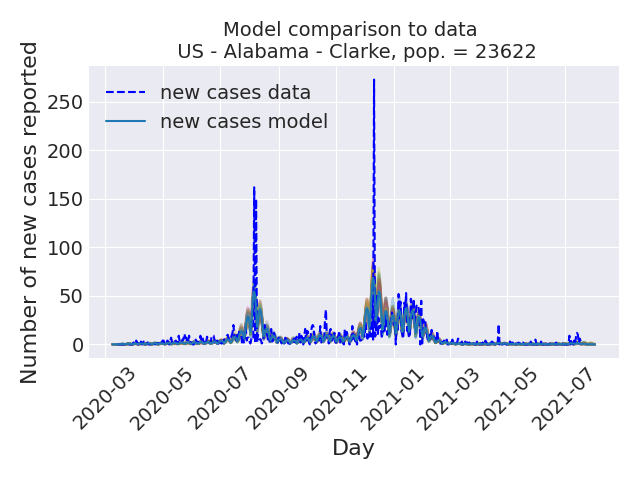 Model comparison to data
US - Alabama - Clarke, pop. = 23622
Number of new cases reported
250
200
150
100
50
0
new cases data
new cases model
2020-03
2020-05
2020-07
2020-09
2020-11
2021-01
2021-03
2021-05
2021-07
Day